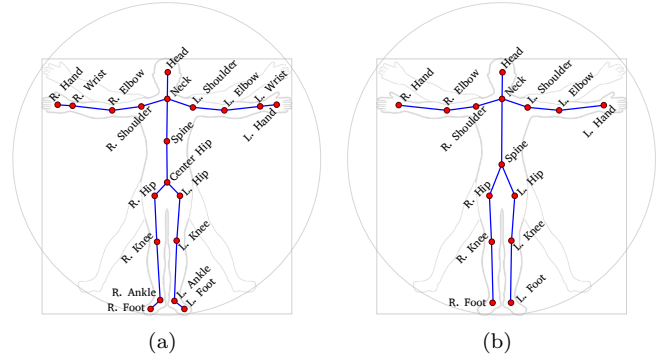 Head
R. Hand
R. Wrist
R. Elbow
Neck
L. Shoulder
L. Elbow
L. Wrist
R. Shoulder
L. Hand
Spine
Center Hip
R. Hip
L. Hip
R. Knee
L. Knee
R. Ankle
L. Ankle
R. Foot
L. Foot
(a)
Head
R. Hand
R. Elbow
Neck
L. Shoulder
L. Elbow
R. Shoulder
L. Hand
Spine
R. Hip
L. Hip
R. Knee
L. Knee
R. Foot
L. Foot
(b)